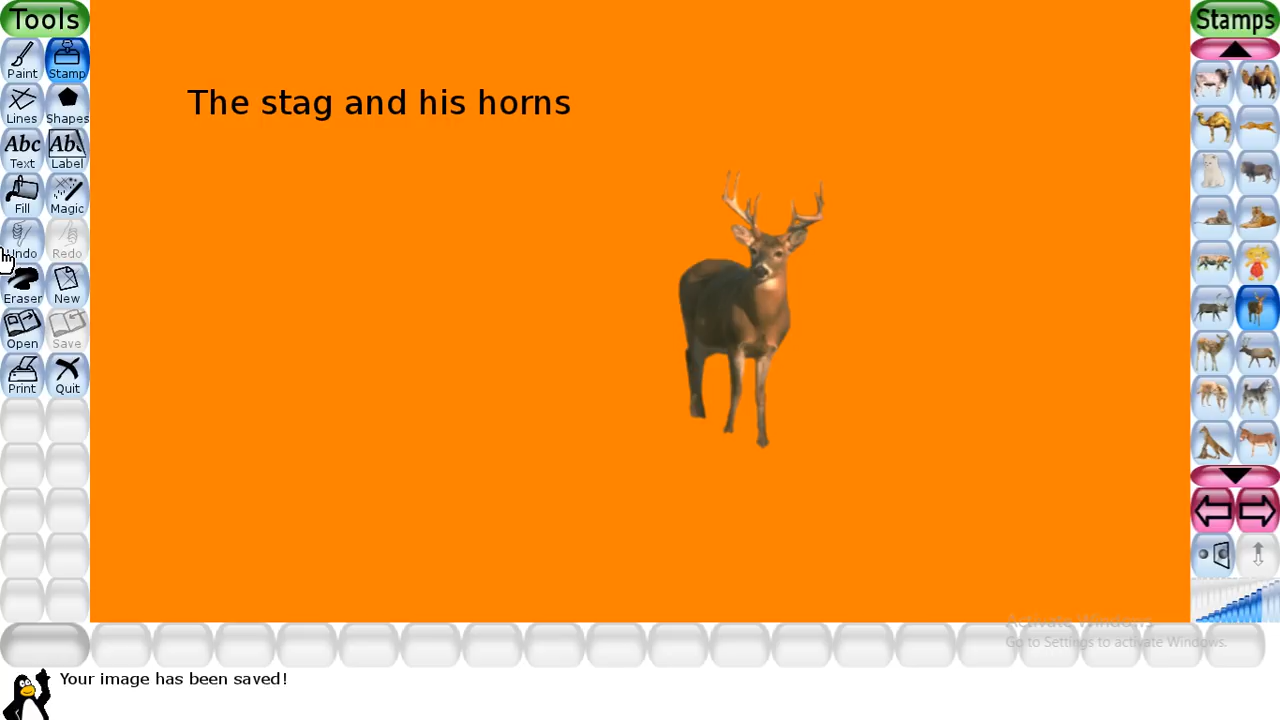 Tools
Stamps
Paint
Stamp
Lines
Shapes
Abc
Text
Abc
Label
Fill
Magic
Undo
Redo
Eraser
New
Open
Save
Print
Quit
The stag and his horns
Activate Windows
Go to Settings to activate Windows.
Your image has been saved!